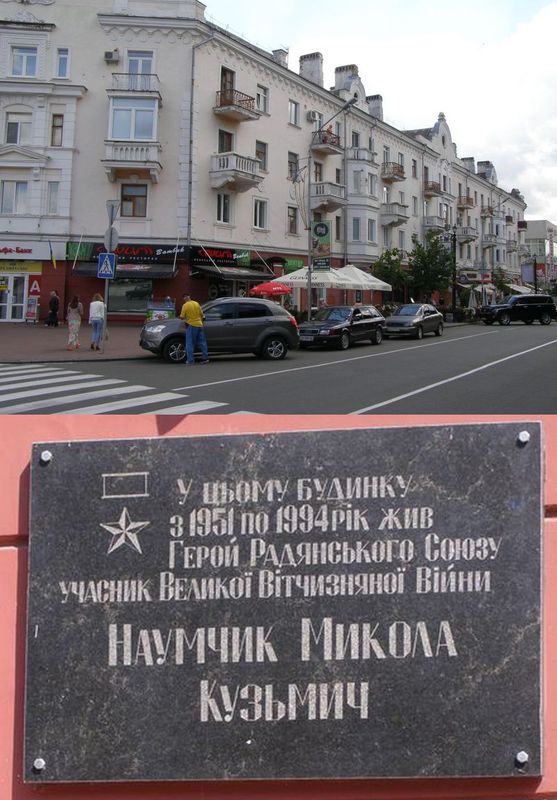 У цьому будинку
з 1951 по 1994 рік жив
Герой Радянського Союзу
учасник Великої Вітчизняної Війни
Наумчик Микола
Кузьмич